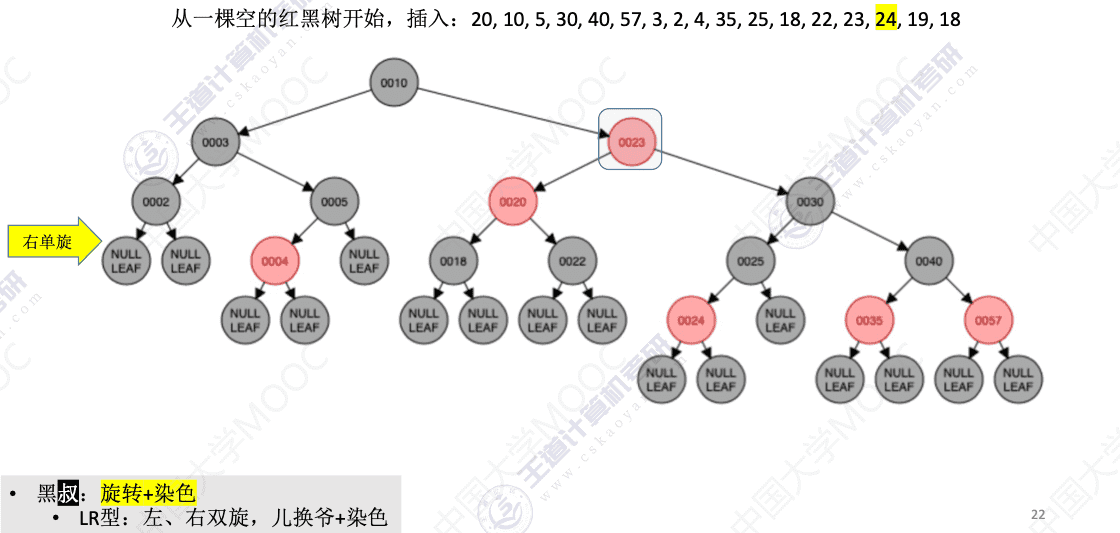 从一棵空的红黑树开始，插入：20, 10, 5, 30, 40, 57, 3, 2, 4, 35, 25, 18, 22, 23, 24, 19, 18
0010
0003
0023
0002
0005
0020
0030
右单旋
NULL LEAF
NULL LEAF
0004
NULL LEAF
0018
0022
0025
0040
NULL LEAF
NULL LEAF
NULL LEAF
NULL LEAF
NULL LEAF
NULL LEAF
0024
NULL LEAF
0035
0057
NULL LEAF
NULL LEAF
NULL LEAF
NULL LEAF
NULL LEAF
NULL LEAF
• 黑叔：旋转+染色
• LR型：左、右双旋，儿换爷+染色
22
王道计算机考研
www.cskaoyan.com
中国大学MOOC